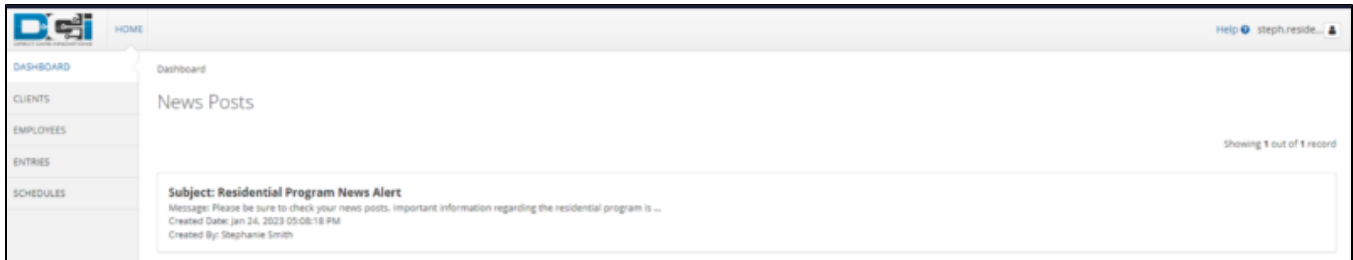 DCI HOME Help steph.reside...
DASHBOARD
Dashboard
CLIENTS
News Posts
EMPLOYEES
Showing 1 out of 1 record
ENTRIES
SCHEDULES
Subject: Residential Program News Alert
Message: Please be sure to check your news posts. Important information regarding the residential program is ...
Created Date: Jan 24, 2023 05:08:18 PM
Created By: Stephanie Smith